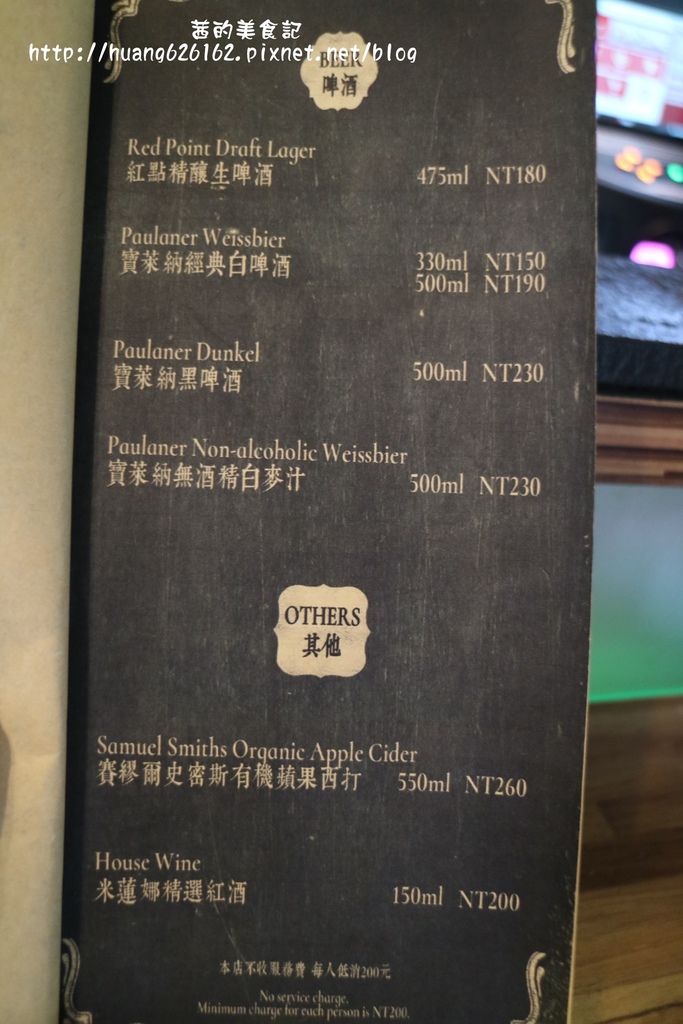 茜的美食記
http://huang626162.pixnet.net/blog
BEER
啤酒
Red Point Draft Lager
紅點精釀生啤酒 475ml NT180
Paulaner Weissbier
寶萊納經典白啤酒 330ml NT150
500ml NT190
Paulaner Dunkel
寶萊納黑啤酒 500ml NT230
Paulaner Non-alcoholic Weissbier
寶萊納無酒精白麥汁 500ml NT230
OTHERS
其他
Samuel Smiths Organic Apple Cider
賽繆爾史密斯有機蘋果西打 550ml NT260
House Wine
米蓮娜精選紅酒 150ml NT200
本店不收服務費 每人低消200元
No service charge.
Minimum charge for each person is NT200.